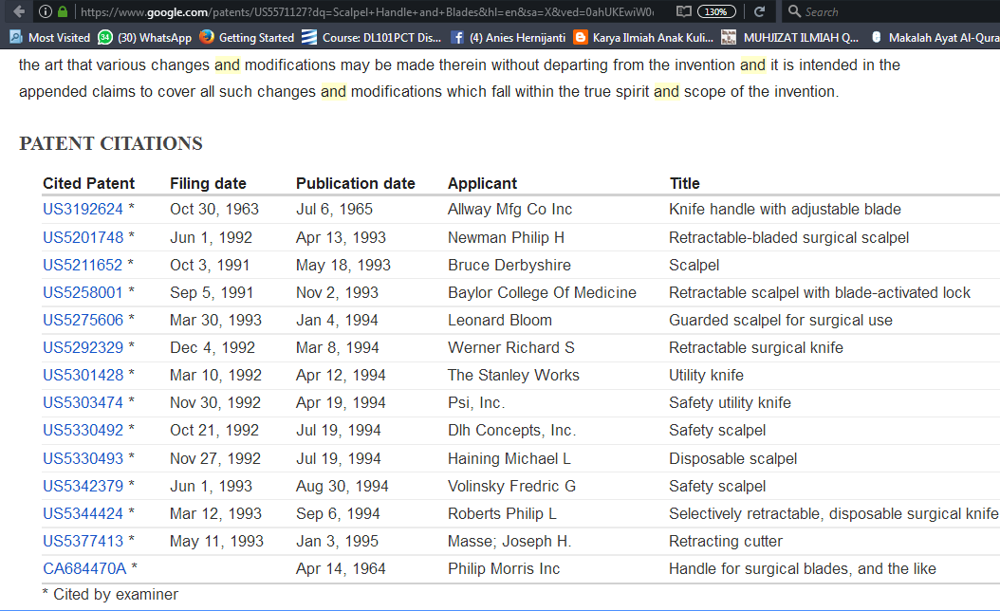 https://www.google.com/patents/US5571127?dq=Scalpel+Handle+and+Blades&hl=en&sa=X&ved=0ahUKEwiW0 130% Search
Most Visited (30) WhatsApp Getting Started Course: DL101PCT Dis... (4) Anies Hernijanti Karya Ilmiah Anak Kuli... MUHJIZAT ILMIAH Q... Makalah Ayat Al-Qura
the art that various changes and modifications may be made therein without departing from the invention and it is intended in the
appended claims to cover all such changes and modifications which fall within the true spirit and scope of the invention.
PATENT CITATIONS
Cited Patent Filing date Publication date Applicant Title
US3192624 * Oct 30, 1963 Jul 6, 1965 Allway Mfg Co Inc Knife handle with adjustable blade
US5201748 * Jun 1, 1992 Apr 13, 1993 Newman Philip H Retractable-bladed surgical scalpel
US5211652 * Oct 3, 1991 May 18, 1993 Bruce Derbyshire Scalpel
US5258001 * Sep 5, 1991 Nov 2, 1993 Baylor College Of Medicine Retractable scalpel with blade-activated lock
US5275606 * Mar 30, 1993 Jan 4, 1994 Leonard Bloom Guarded scalpel for surgical use
US5292329 * Dec 4, 1992 Mar 8, 1994 Werner Richard S Retractable surgical knife
US5301428 * Mar 10, 1992 Apr 12, 1994 The Stanley Works Utility knife
US5303474 * Nov 30, 1992 Apr 19, 1994 Psi, Inc. Safety utility knife
US5330492 * Oct 21, 1992 Jul 19, 1994 Dlh Concepts, Inc. Safety scalpel
US5330493 * Nov 27, 1992 Jul 19, 1994 Haining Michael L Disposable scalpel
US5342379 * Jun 1, 1993 Aug 30, 1994 Volinsky Fredric G Safety scalpel
US5344424 * Mar 12, 1993 Sep 6, 1994 Roberts Philip L Selectively retractable, disposable surgical knife
US5377413 * May 11, 1993 Jan 3, 1995 Masse; Joseph H. Retracting cutter
CA684470A * Apr 14, 1964 Philip Morris Inc Handle for surgical blades, and the like
* Cited by examiner